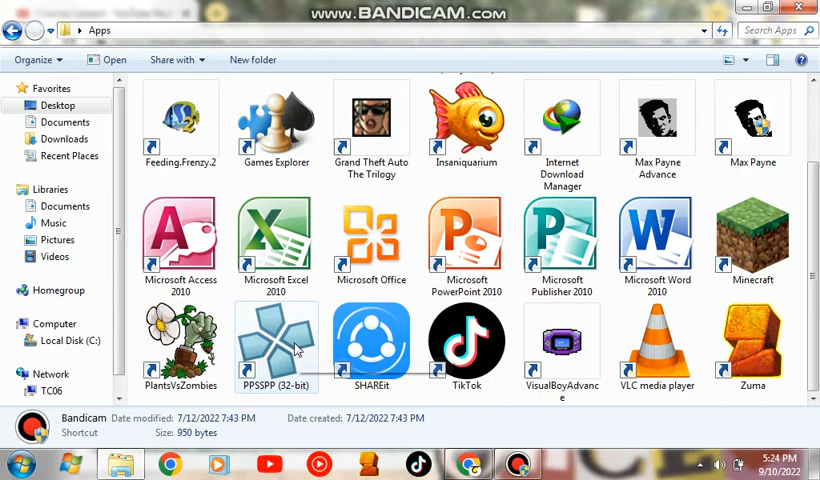 www.BANDICAM.com
Apps
Search Apps
Organize
Open
Share with
New folder
Favorites
Desktop
Documents
Downloads
Recent Places
Libraries
Documents
Music
Pictures
Videos
Homegroup
Computer
Local Disk (C:)
Network
TC06
Feeding.Frenzy.2
Games Explorer
Grand Theft Auto
The Trilogy
Insaniquarium
Internet
Download
Manager
Max Payne
Advance
Max Payne
Microsoft Access
2010
Microsoft Excel
2010
Microsoft Office
Microsoft
PowerPoint 2010
Microsoft
Publisher 2010
Microsoft Word
2010
Minecraft
PlantsVsZombies
PPSSPP (32-bit)
SHAREit
TikTok
VisualBoyAdvanc
e
VLC media player
Zuma
Bandicam
Shortcut
Date modified: 7/12/2022 7:43 PM
Size: 950 bytes
Date created: 7/12/2022 7:43 PM
5:24 PM
9/10/2022